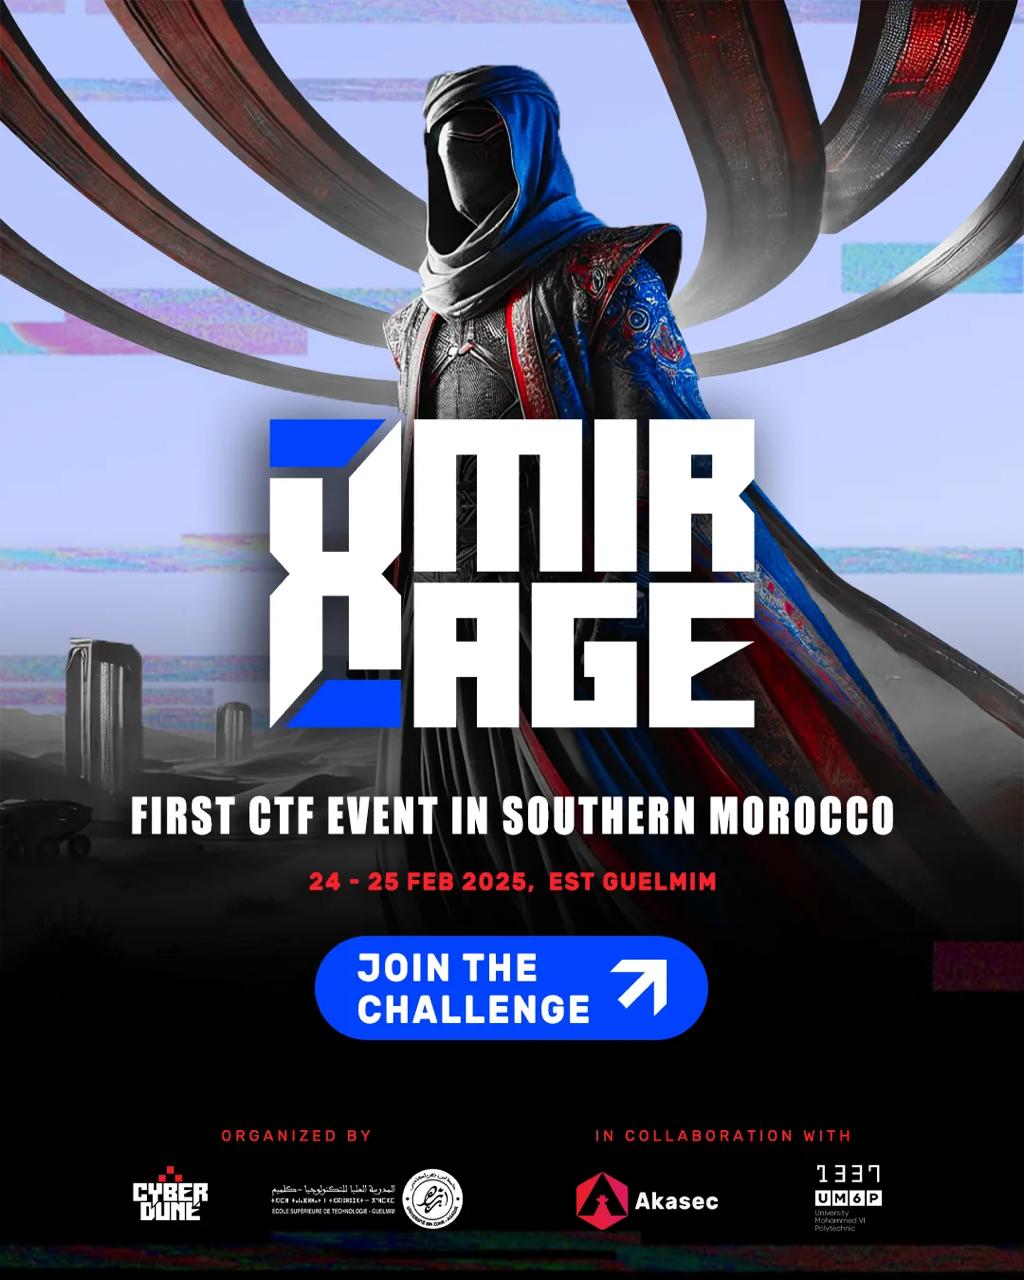 XMIR
AGE
FIRST CTF EVENT IN SOUTHERN MOROCCO
24 - 25 FEB 2025, EST GUELMIM
JOIN THE
CHALLENGE
ORGANIZED BY
IN COLLABORATION WITH
CYBER
DUNE
المدرسة العليا للتكنولوجيا - كلميم
ÉCOLE SUPÉRIEURE DE TECHNOLOGIE - GUELMIM
Akasec
1337
UM6P
University
Mohammed VI
Polytechnic